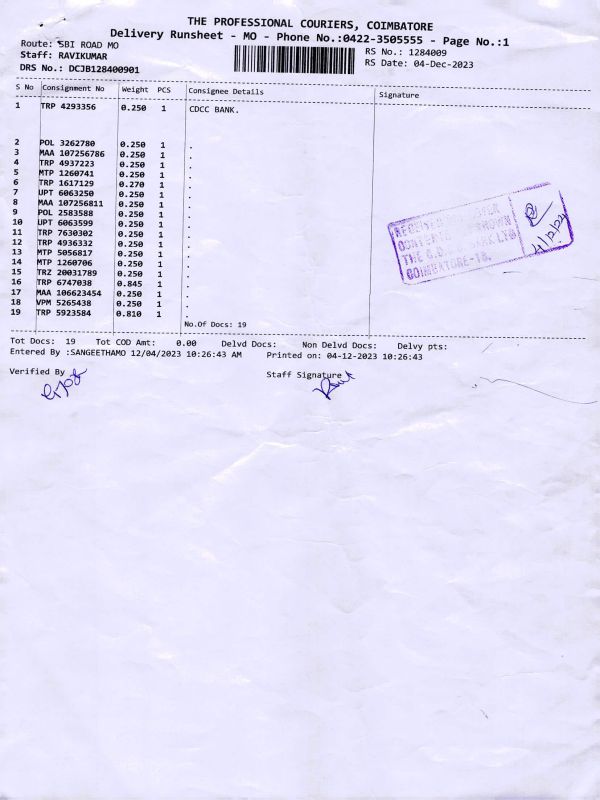 THE PROFESSIONAL COURIERS, COIMBATORE
Delivery Runsheet - MO - Phone No.:0422-3505555 - Page No.:1
Route: SBI ROAD MO
Staff: RAVIKUMAR
DRS No.: DCJB128400901
RS No.: 1284009
RS Date: 04-Dec-2023
S No Consignment No Weight PCS Consignee Details Signature
1 TRP 4293356 0.250 1 CDCC BANK.
2 POL 3262780 0.250 1 .
3 MAA 107256786 0.250 1 .
4 TRP 4937223 0.250 1 .
5 MTP 1260741 0.250 1 .
6 TRP 1617129 0.270 1 .
7 UPT 6063250 0.250 1 .
8 MAA 107256811 0.250 1 .
9 POL 2583588 0.250 1 .
10 UPT 6063599 0.250 1 .
11 TRP 7630302 0.250 1 .
12 TRP 4936332 0.250 1 .
13 MTP 5056817 0.250 1 .
14 MTP 1260706 0.250 1 .
15 TRZ 20031789 0.250 1 .
16 TRP 6747038 0.845 1 .
17 MAA 106623454 0.250 1 .
18 VPM 5265438 0.250 1 .
19 TRP 5923584 0.810 1 .
No.Of Docs: 19
THE
COIMBATORE-18.
Tot Docs: 19 Tot COD Amt: 0.00 Delvd Docs: Non Delvd Docs: Delvy pts:
Entered By :SANGEETHAMO 12/04/2023 10:26:43 AM Printed on: 04-12-2023 10:26:43
Verified By
Staff Signature